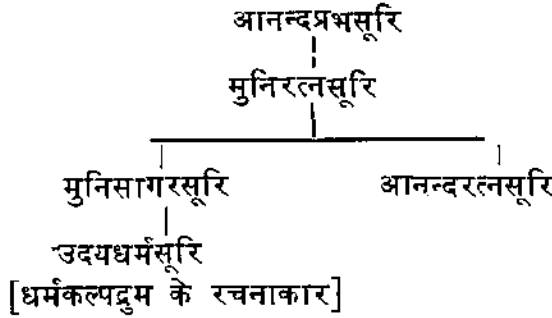 आनन्दप्रभसूरि
मुनिरत्नसूरि
मुनिसागरसूरि आनन्दरत्नसूरि
उदयधर्मसूरि
[धर्मकल्पद्रुम के रचनाकार]